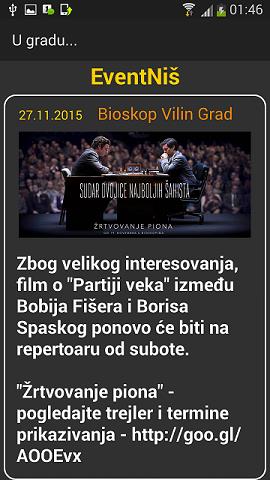 01:46
U gradu...
EventNiš
27.11.2015 Bioskop Vilin Grad
SUDAR DVOJICE NAJBOLJIH ŠAHISTA
ŽRTVOVANJE PIONA
Zbog velikog interesovanja,
film o "Partiji veka" između
Bobija Fišera i Borisa
Spaskog ponovo će biti na
repertoaru od subote.
"Žrtvovanje piona" -
pogledajte trejler i termine
prikazivanja - http://goo.gl/
AOOEvx